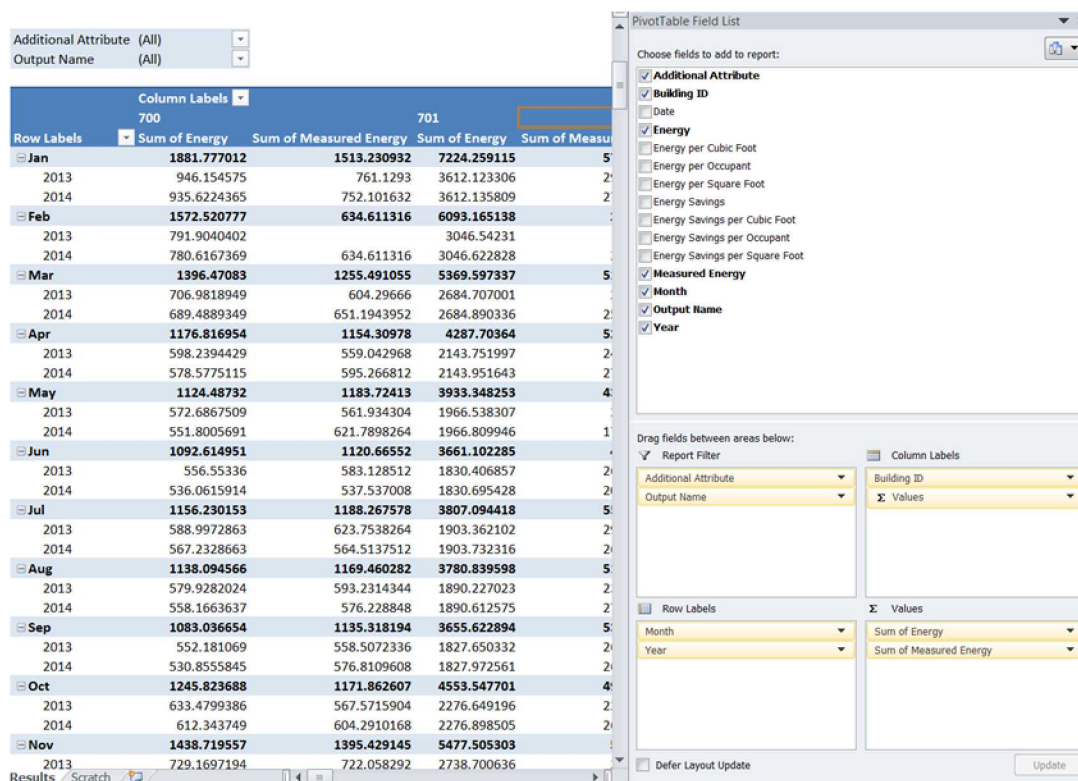 Additional Attribute (All)
Output Name (All)
Column Labels
700 701
Row Labels Sum of Energy Sum of Measured Energy Sum of Energy Sum of Measu
Jan 1881.777012 1513.230932 7224.259115
2013 946.154575 761.1293 3612.123306
2014 935.6224365 752.101632 3612.135809
Feb 1572.520777 634.611316 6093.165138
2013 791.9040402 3046.54231
2014 780.6167369 634.611316 3046.622828
Mar 1396.47083 1255.491055 5369.597337
2013 706.9818949 604.29666 2684.707001
2014 689.4889349 651.1943952 2684.890336
Apr 1176.816954 1154.30978 4287.70364
2013 598.2394429 559.042968 2143.751997
2014 578.5775115 595.266812 2143.951643
May 1124.48732 1183.72413 3933.348253
2013 572.6867509 561.934304 1966.538307
2014 551.8005691 621.7898264 1966.809946
Jun 1092.614951 1120.66552 3661.102285
2013 556.55336 583.128512 1830.406857
2014 536.0615914 537.537008 1830.695428
Jul 1156.230153 1188.267578 3807.094418
2013 588.9972863 623.7538264 1903.362102
2014 567.2328663 564.5137512 1903.732316
Aug 1138.094566 1169.460282 3780.839598
2013 579.9282024 593.2314344 1890.227023
2014 558.1663637 576.228848 1890.612575
Sep 1083.036654 1135.318194 3655.622894
2013 552.181069 558.5072336 1827.650332
2014 530.8555845 576.8109608 1827.972561
Oct 1245.823688 1171.862607 4553.547701
2013 633.4799386 567.5715904 2276.649196
2014 612.343749 604.2910168 2276.898505
Nov 1438.719557 1395.429145 5477.505303
2013 729.1697194 722.058292 2738.700636
Results Scratch
PivotTable Field List
Choose fields to add to report:
Additional Attribute
Building ID
Date
Energy
Energy per Cubic Foot
Energy per Occupant
Energy per Square Foot
Energy Savings
Energy Savings per Cubic Foot
Energy Savings per Occupant
Energy Savings per Square Foot
Measured Energy
Month
Output Name
Year
Drag fields between areas below:
Report Filter
Additional Attribute
Output Name
Column Labels
Building ID
Σ Values
Row Labels
Month
Year
Σ Values
Sum of Energy
Sum of Measured Energy
Defer Layout Update
Update